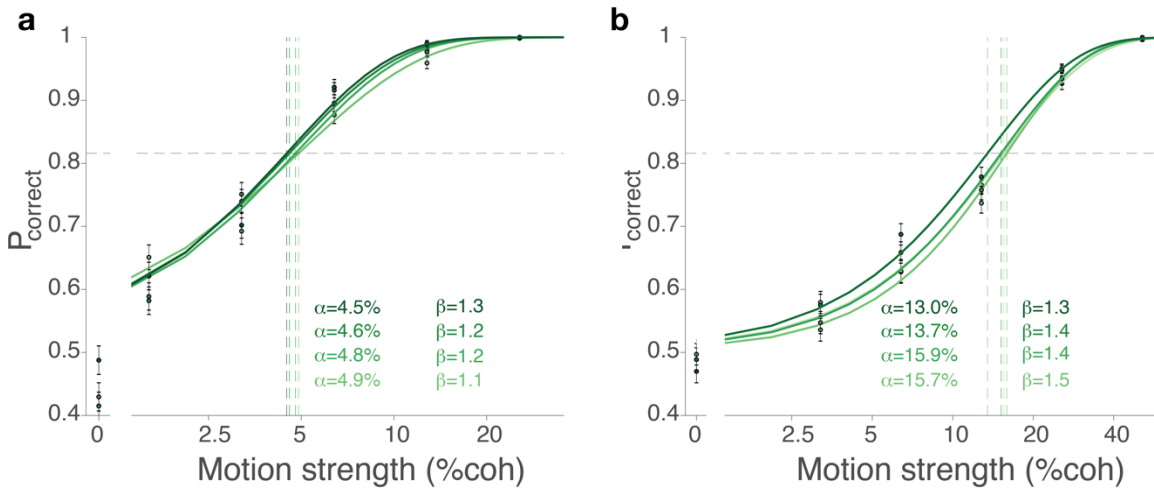 a
1
0.9
0.8
0.7
0.6
0.5
0.4
P correct
α=4.5% β=1.3
α=4.6% β=1.2
α=4.8% β=1.2
α=4.9% β=1.1
0 2.5 5 10 20
Motion strength (%coh)
b
1
0.9
0.8
0.7
0.6
0.5
0.4
correct
α=13.0% β=1.3
α=13.7% β=1.4
α=15.9% β=1.4
α=15.7% β=1.5
0 2.5 5 10 20 40
Motion strength (%coh)